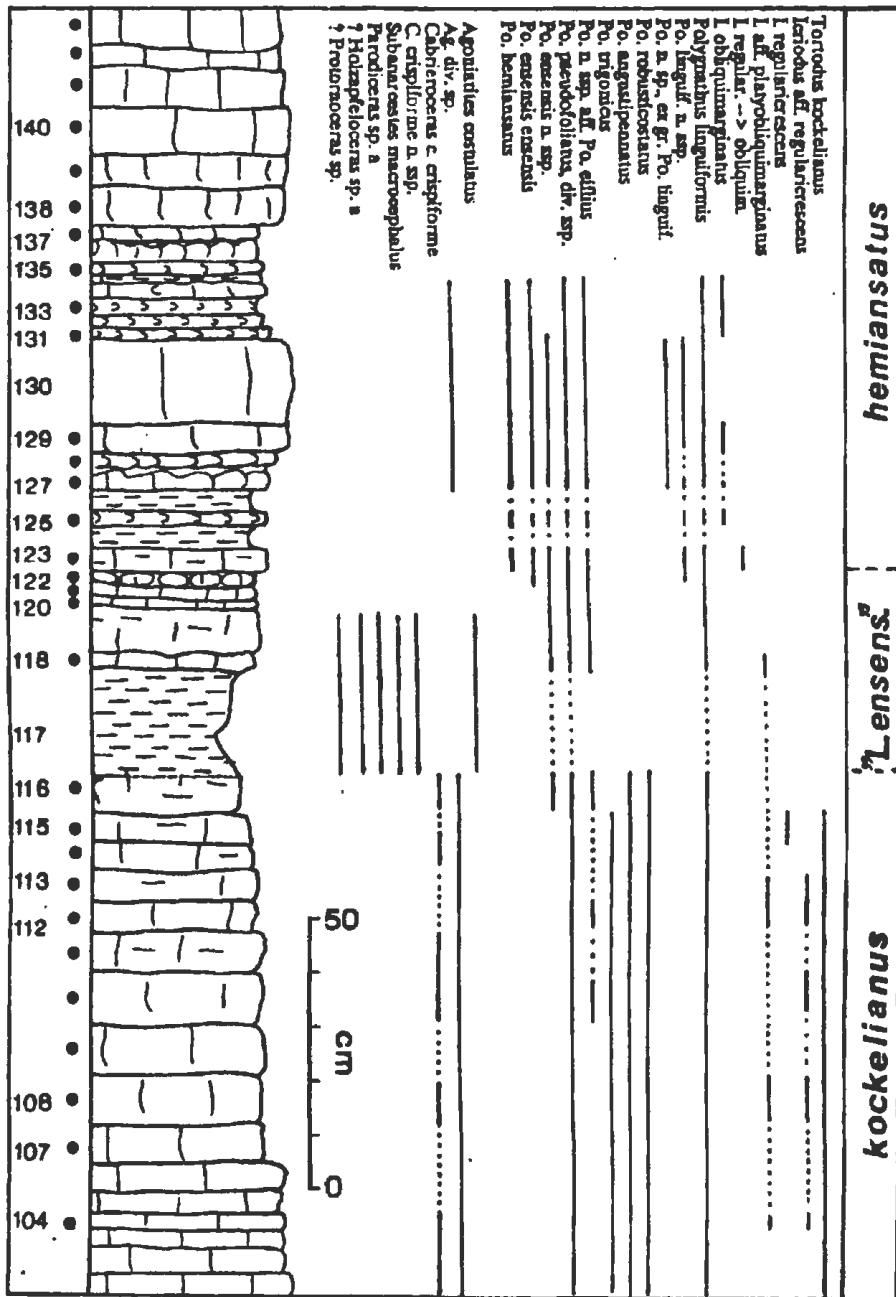 Tortodus kockelianus
Icriodus aff. regularicrescens
I. regularicrescens
I. aff. platyobliquimarginatus
I. regular. --> obliquim.
I. obliquimarginatus
Polygnathus linguiformis
Po. linguif. n. ssp.
Po. n. sp., ex gr. Po. linguif.
Po. robusticostatus
Po. angustipennatus
Po. trigonicus
Po. n. ssp. aff. Po. eiflius
Po. pseudofoliatus, div. ssp.
Po. ensensis n. ssp.
Po. ensensis ensensis
Po. hemiansatus
Agoniatites costulatus
Ag. div. sp.
Cabrieroceras c. crispiforme
C. crispiforme n. ssp.
Subanarcestes macrocephalus
Parodiceras sp. a
? Holzapfeloceras sp. a
? Protornoceras sp.
hemiansatus
"Lensens."
kockelianus
140
138
137
135
133
131
130
129
127
125
123
122
120
118
117
116
115
113
112
108
107
104
50
cm
0